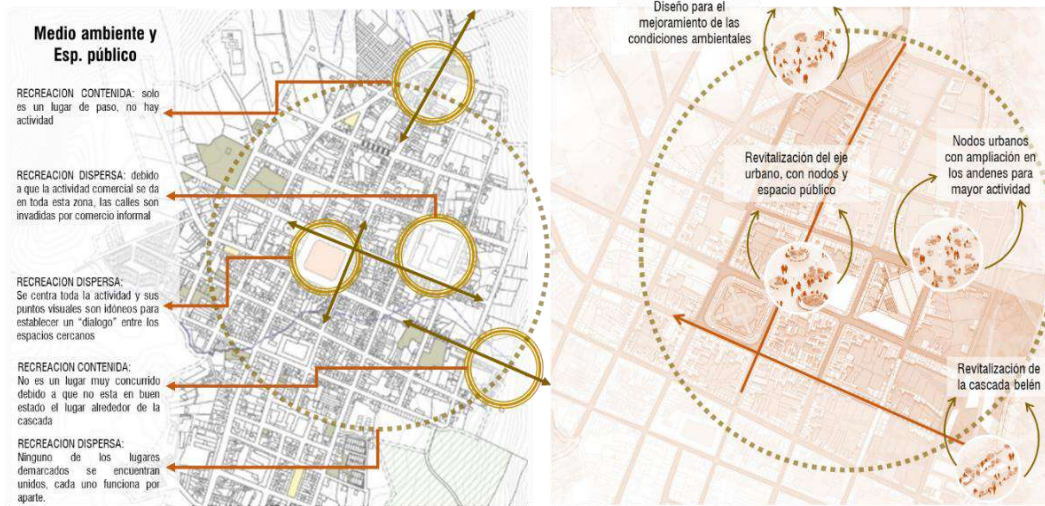 Medio ambiente y
Esp. público
RECREACION CONTENIDA: solo
es un lugar de paso, no hay
actividad
RECREACION DISPERSA: debido
a que la actividad comercial se da
en toda esta zona, las calles son
invadidas por comercio informal
RECREACION DISPERSA:
Se centra toda la actividad y sus
puntos visuales son idóneos para
establecer un "dialogo" entre los
espacios cercanos
RECREACION CONTENIDA:
No es un lugar muy concurrido
debido a que no esta en buen
estado el lugar alrededor de la
cascada
RECREACION DISPERSA:
Ninguno de los lugares
demarcados se encuentran
unidos, cada uno funciona por
aparte.
Diseño para el
mejoramiento de las
condiciones ambientales
Revitalización del eje
urbano, con nodos y
espacio público
Nodos urbanos
con ampliación en
los andenes para
mayor actividad
Revitalización de
la cascada belén